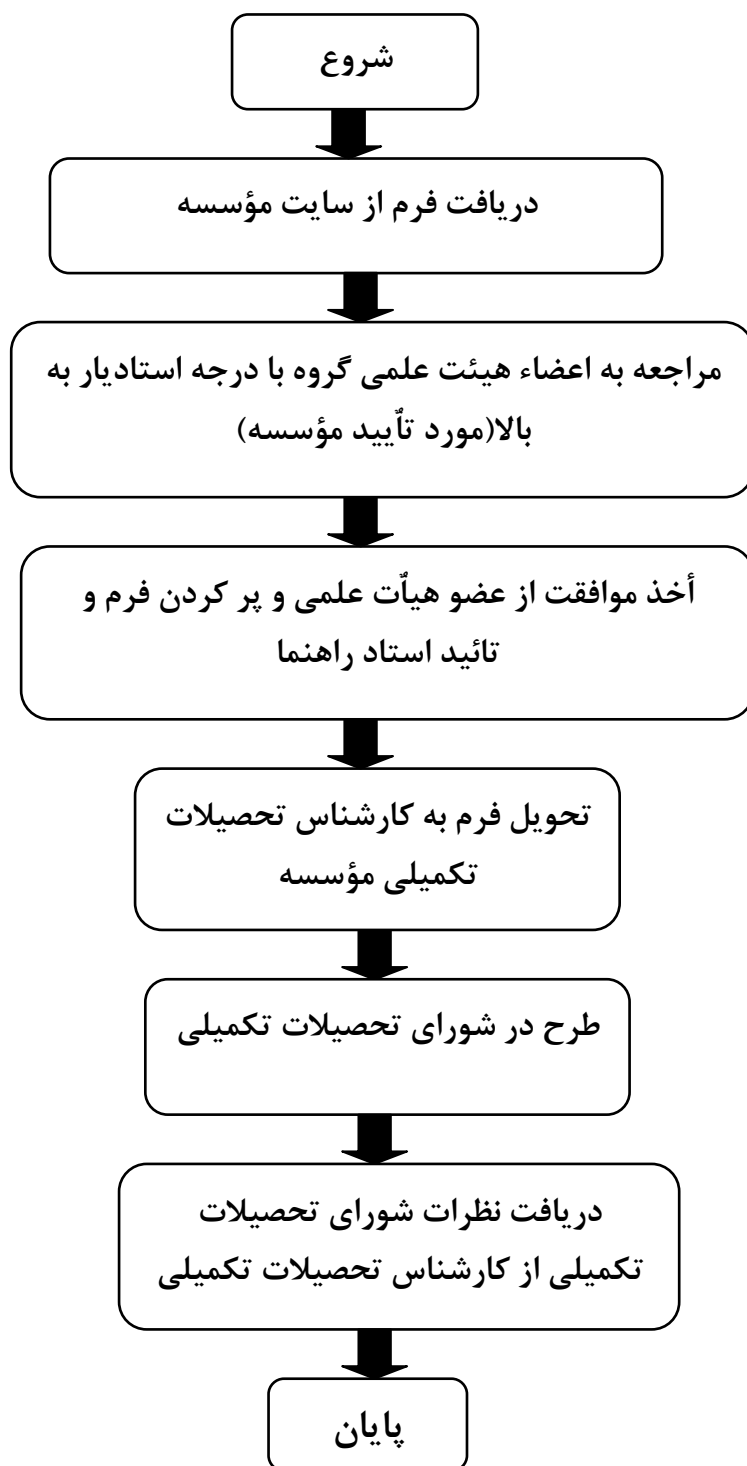 شروع
دریافت فرم از سایت مؤسسه
مراجعه به اعضاء هیئت علمی گروه با درجه استادیار به
بالا(مورد تأیید مؤسسه)
أخذ موافقت از عضو هیأت علمی و پر کردن فرم و
تائید استاد راهنما
تحویل فرم به کارشناس تحصیلات
تکمیلی مؤسسه
طرح در شورای تحصیلات تکمیلی
دریافت نظرات شورای تحصیلات
تکمیلی از کارشناس تحصیلات تکمیلی
پایان